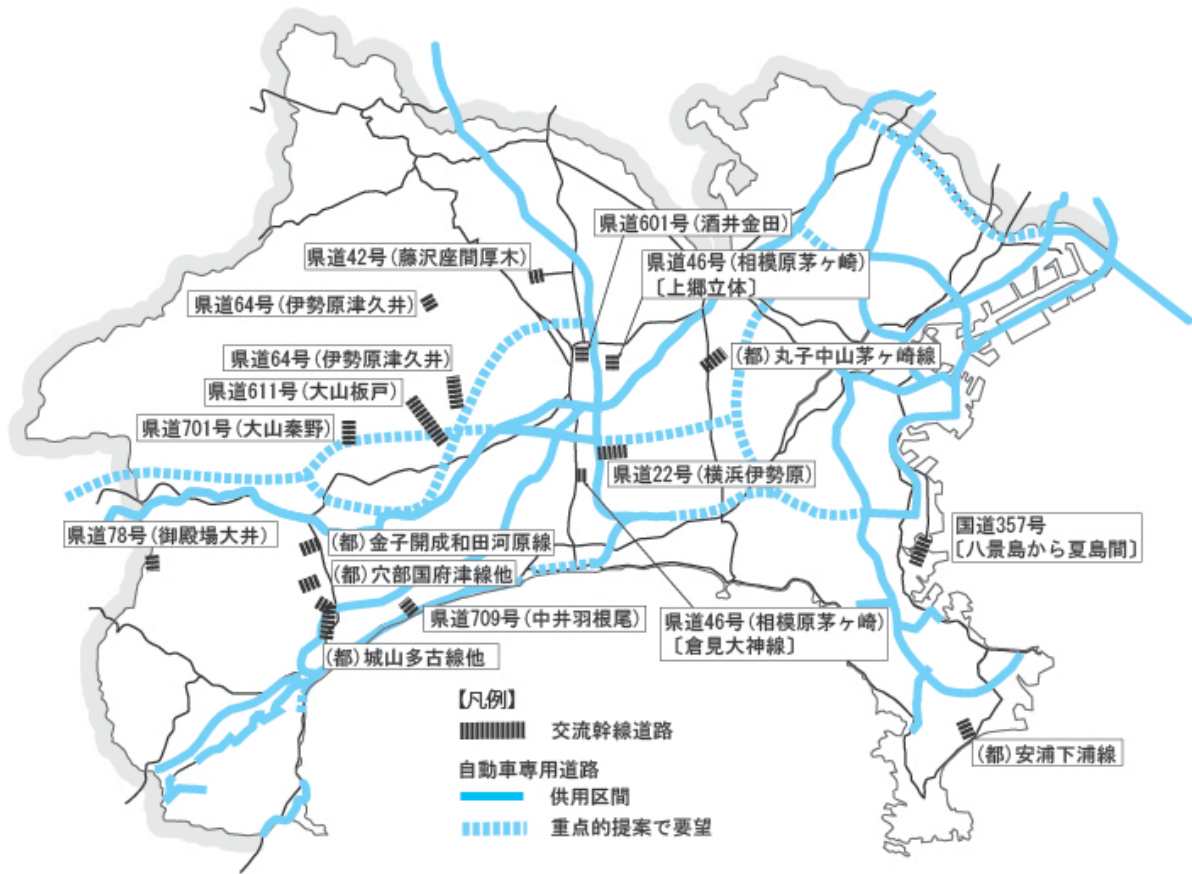 県道601号(酒井金田)
県道42号(藤沢座間厚木)
県道46号(相模原茅ヶ崎)
〔上郷立体〕
県道64号(伊勢原津久井)
県道64号(伊勢原津久井)
(都)丸子中山茅ヶ崎線
県道611号(大山板戸)
県道701号(大山秦野)
県道22号(横浜伊勢原)
国道357号
〔八景島から夏島間〕
県道78号(御殿場大井)
(都)金子開成和田河原線
(都)穴部国府津線他
県道709号(中井羽根尾)
県道46号(相模原茅ヶ崎)
〔倉見大神線〕
(都)城山多古線他
(都)安浦下浦線
【凡例】
交流幹線道路
自動車専用道路
供用区間
重点的提案で要望